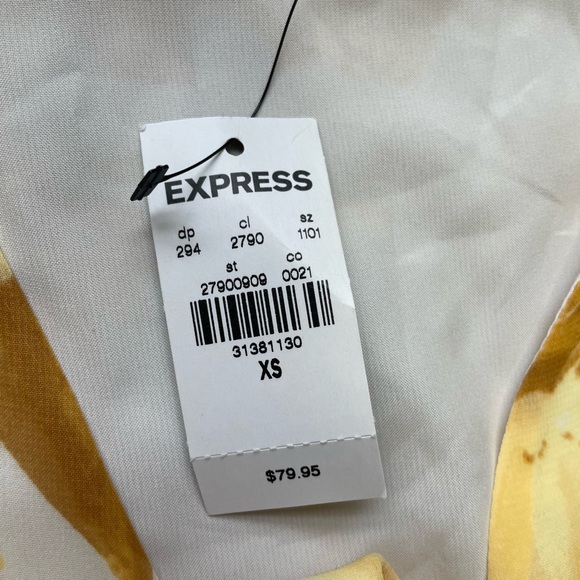 EXPRESS
dp cl sz
294 2790 1101
st co
27900909 0021
31381130
XS
$79.95